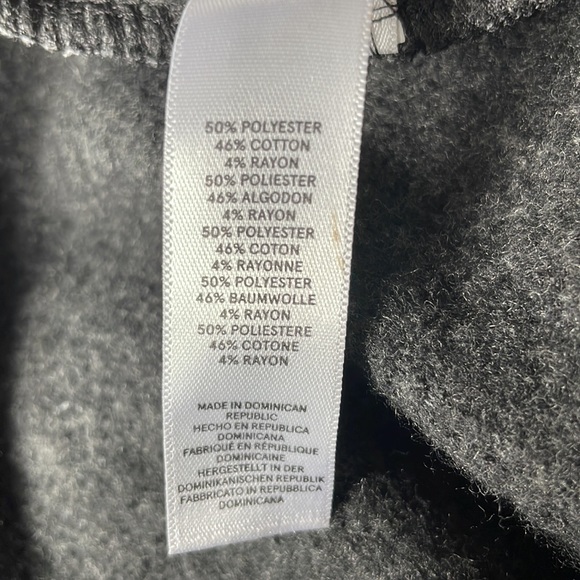 50% POLYESTER
46% COTTON
4% RAYON
50% POLIESTER
46% ALGODON
4% RAYON
50% POLYESTER
46% COTON
4% RAYONNE
50% POLYESTER
46% BAUMWOLLE
4% RAYON
50% POLIESTERE
46% COTONE
4% RAYON
MADE IN DOMINICAN
REPUBLIC
HECHO EN REPUBLICA
DOMINICANA
FABRIQUÉ EN RÉPUBLIQUE
DOMINICAINE
HERGESTELLT IN DER
DOMINIKANISCHEN REPUBLIK
FABBRICATO IN REPUBBLICA
DOMINICANA